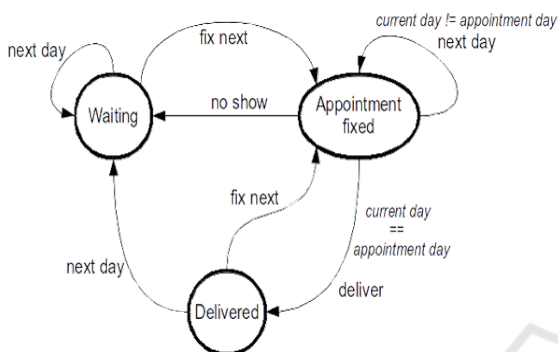 current day != appointment day
next day
fix next
next day
Waiting
no show
Appointment
fixed
fix next
current day
==
appointment day
next day
deliver
Delivered